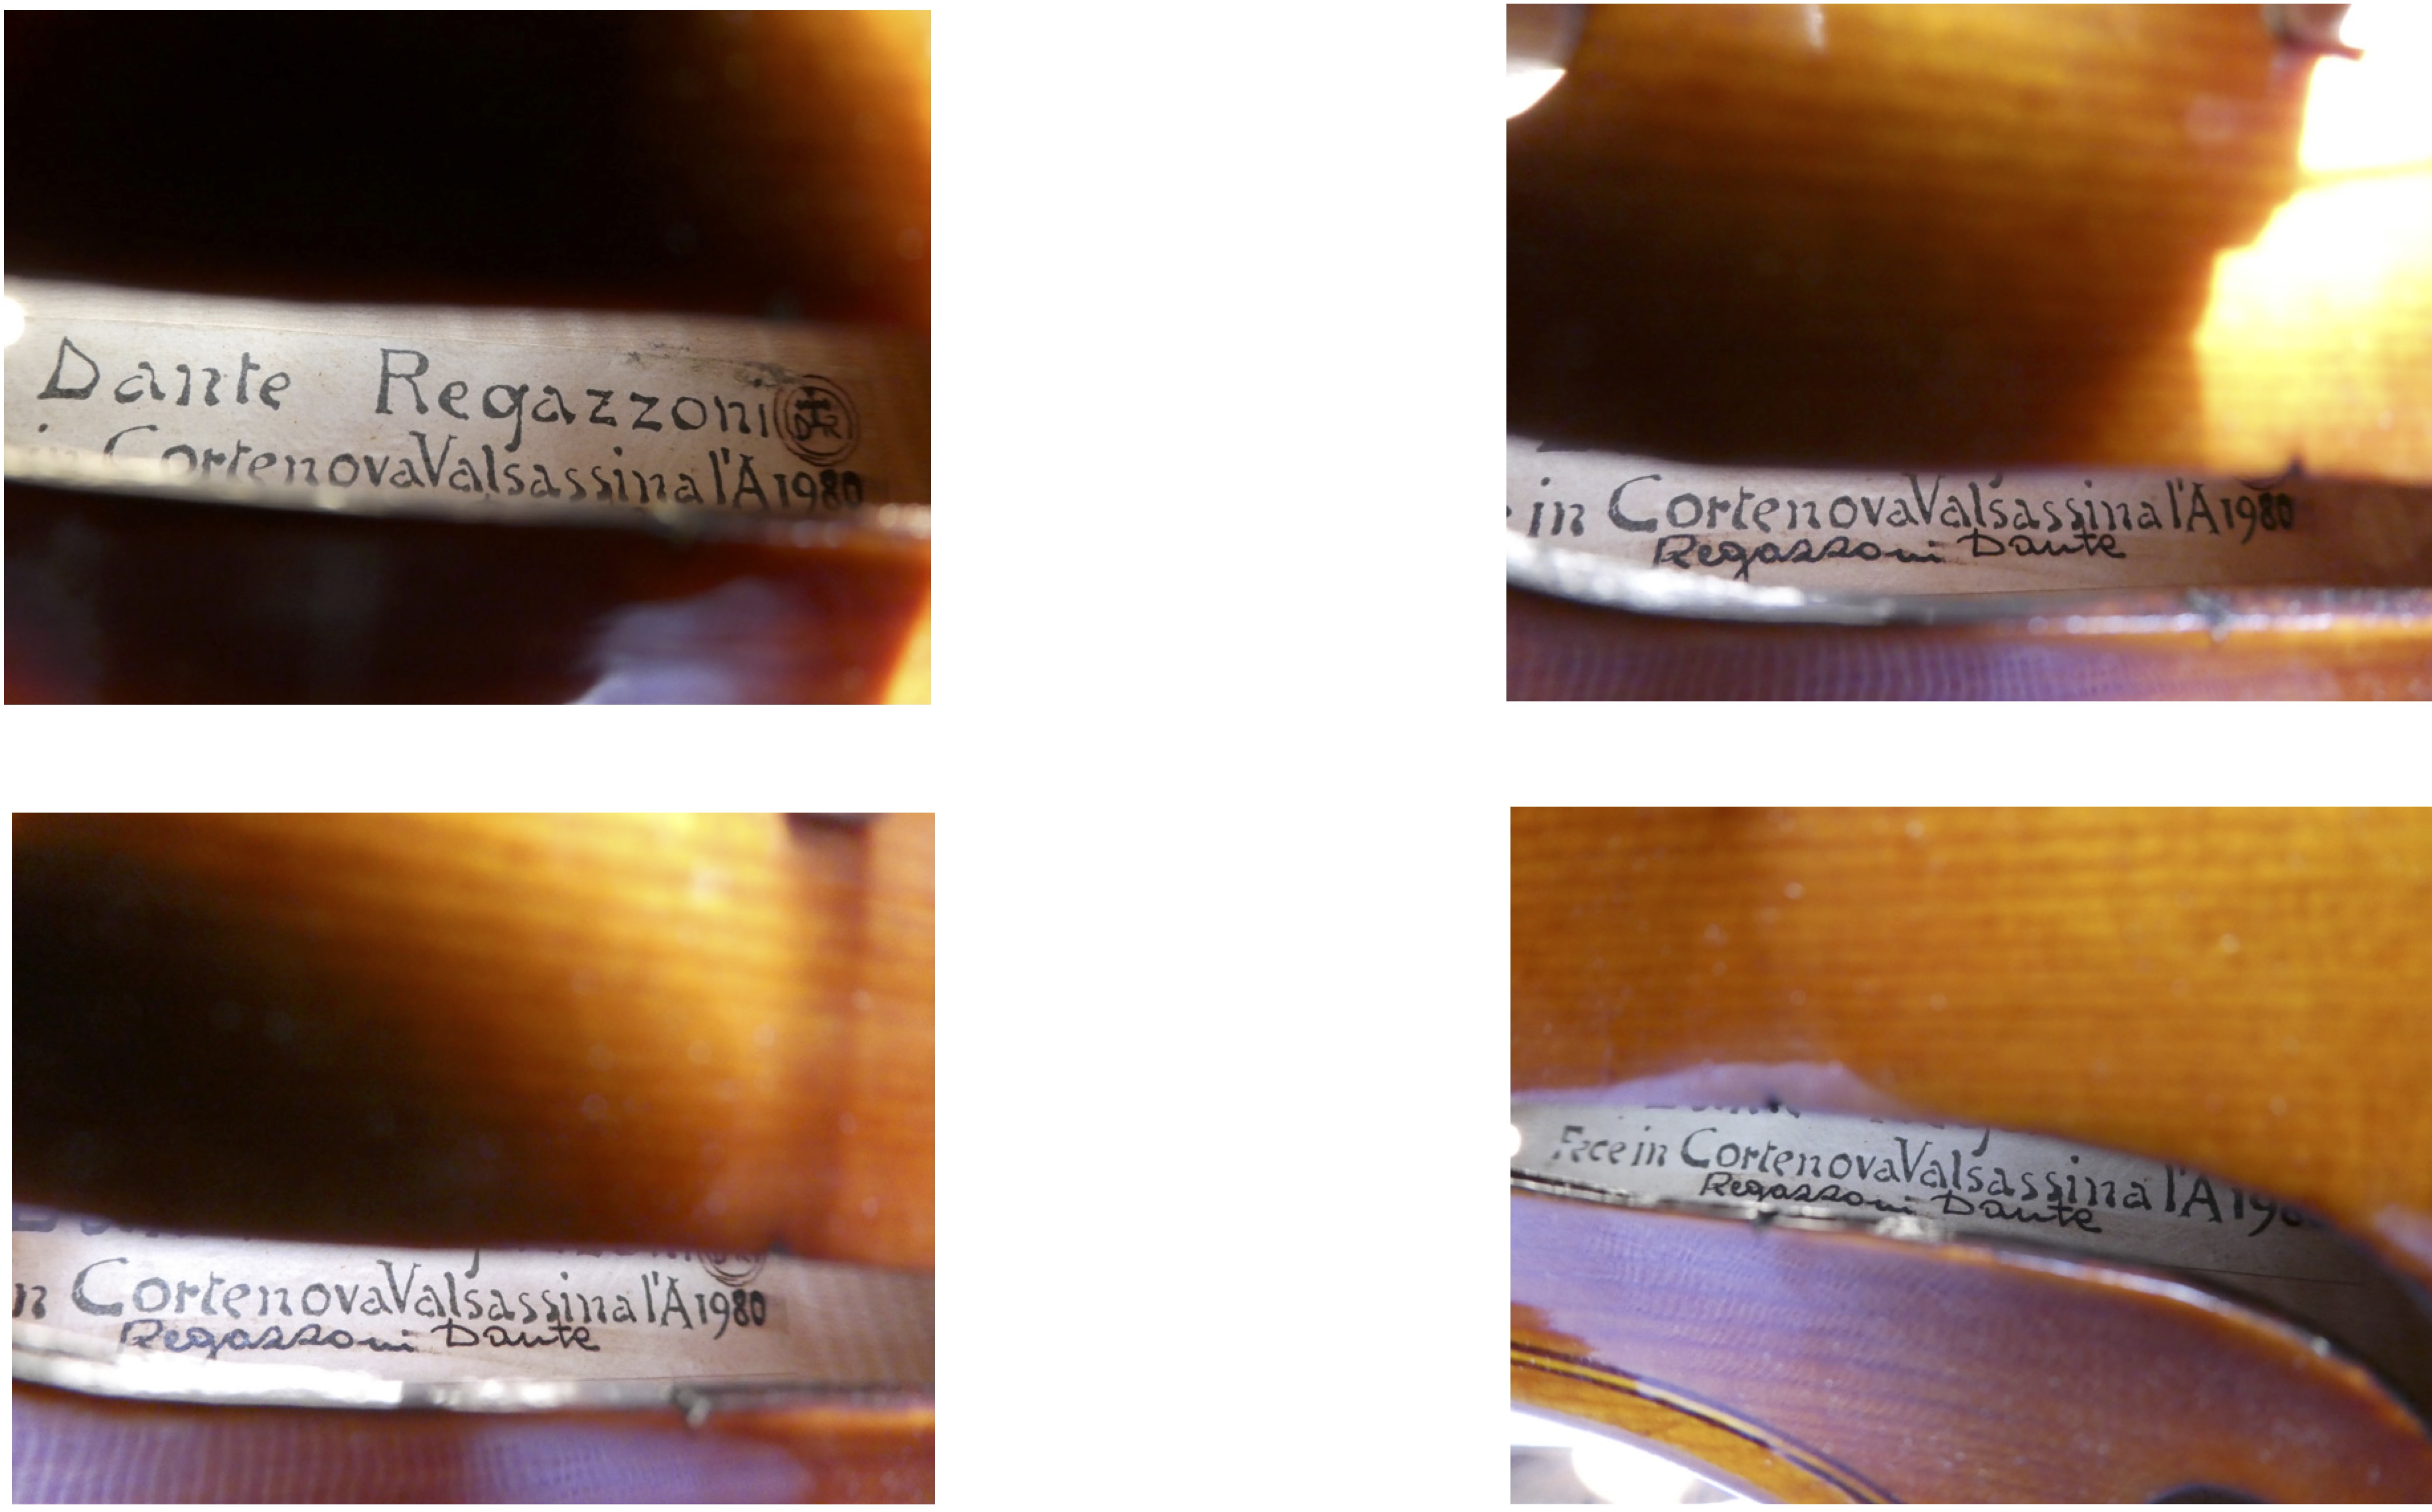 Dante Regazzoni
DR
in CortenovaValsassina l'A 1980
in CortenovaValsassina l'A 1980
Regazzoni Dante
CortenovaValsassina l'A 1980
Regazzoni Dante
Fece in CortenovaValsassina l'A
Regazzoni Dante